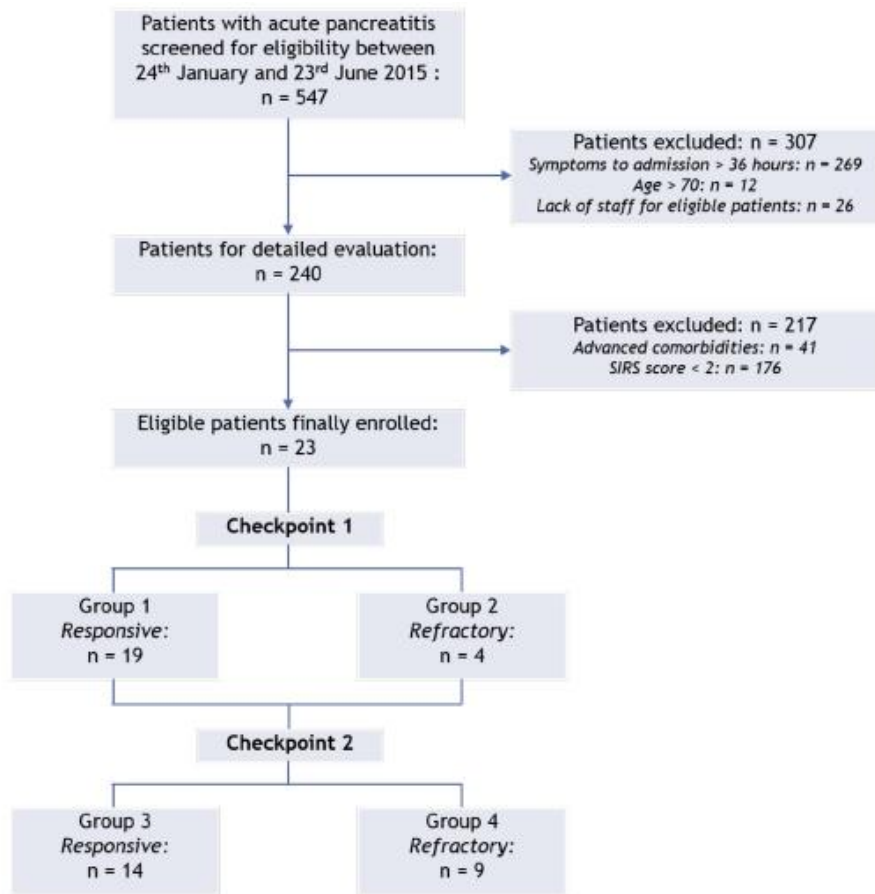 Patients with acute pancreatitis
screened for eligibility between
24th January and 23rd June 2015 :
n = 547
Patients excluded: n = 307
Symptoms to admission > 36 hours: n = 269
Age > 70: n = 12
Lack of staff for eligible patients: n = 26
Patients for detailed evaluation:
n = 240
Patients excluded: n = 217
Advanced comorbidities: n = 41
SIRS score < 2: n = 176
Eligible patients finally enrolled:
n = 23
Checkpoint 1
Group 1
Responsive:
n = 19
Group 2
Refractory:
n = 4
Checkpoint 2
Group 3
Responsive:
n = 14
Group 4
Refractory:
n = 9